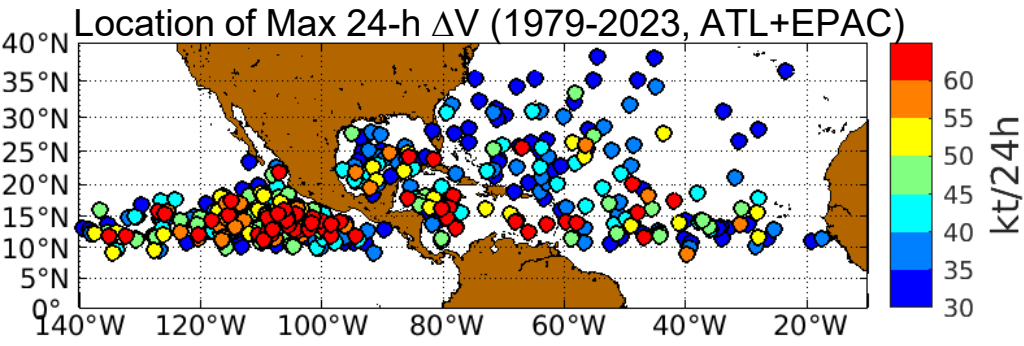 Location of Max 24-h ΔV (1979-2023, ATL+EPAC)
40°N
35°N
30°N
25°N
20°N
15°N
10°N
5°N
0°
140°W 120°W 100°W 80°W 60°W 40°W 20°W
60
55
50
45
40
35
30
kt/24h